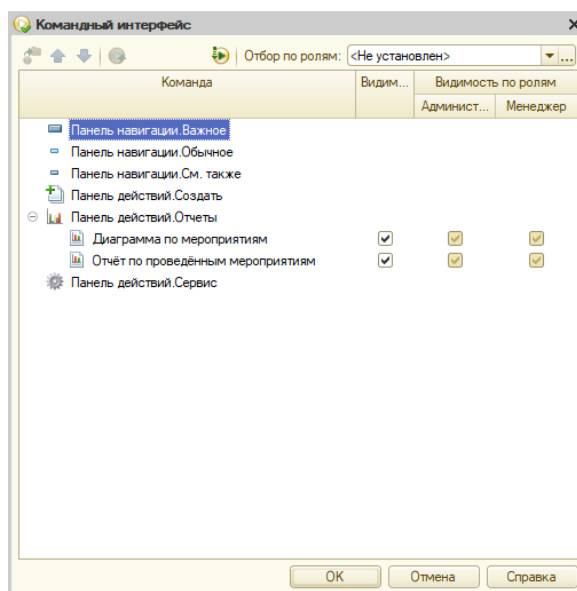 Командный интерфейс
Отбор по ролям: <Не установлен>
Команда Видим... Видимость по ролям
Админист... Менеджер
Панель навигации.Важное
Панель навигации.Обычное
Панель навигации.См. также
Панель действий.Создать
Панель действий.Отчеты
Диаграмма по мероприятиям
Отчёт по проведённым мероприятиям
Панель действий.Сервис
OK Отмена Справка